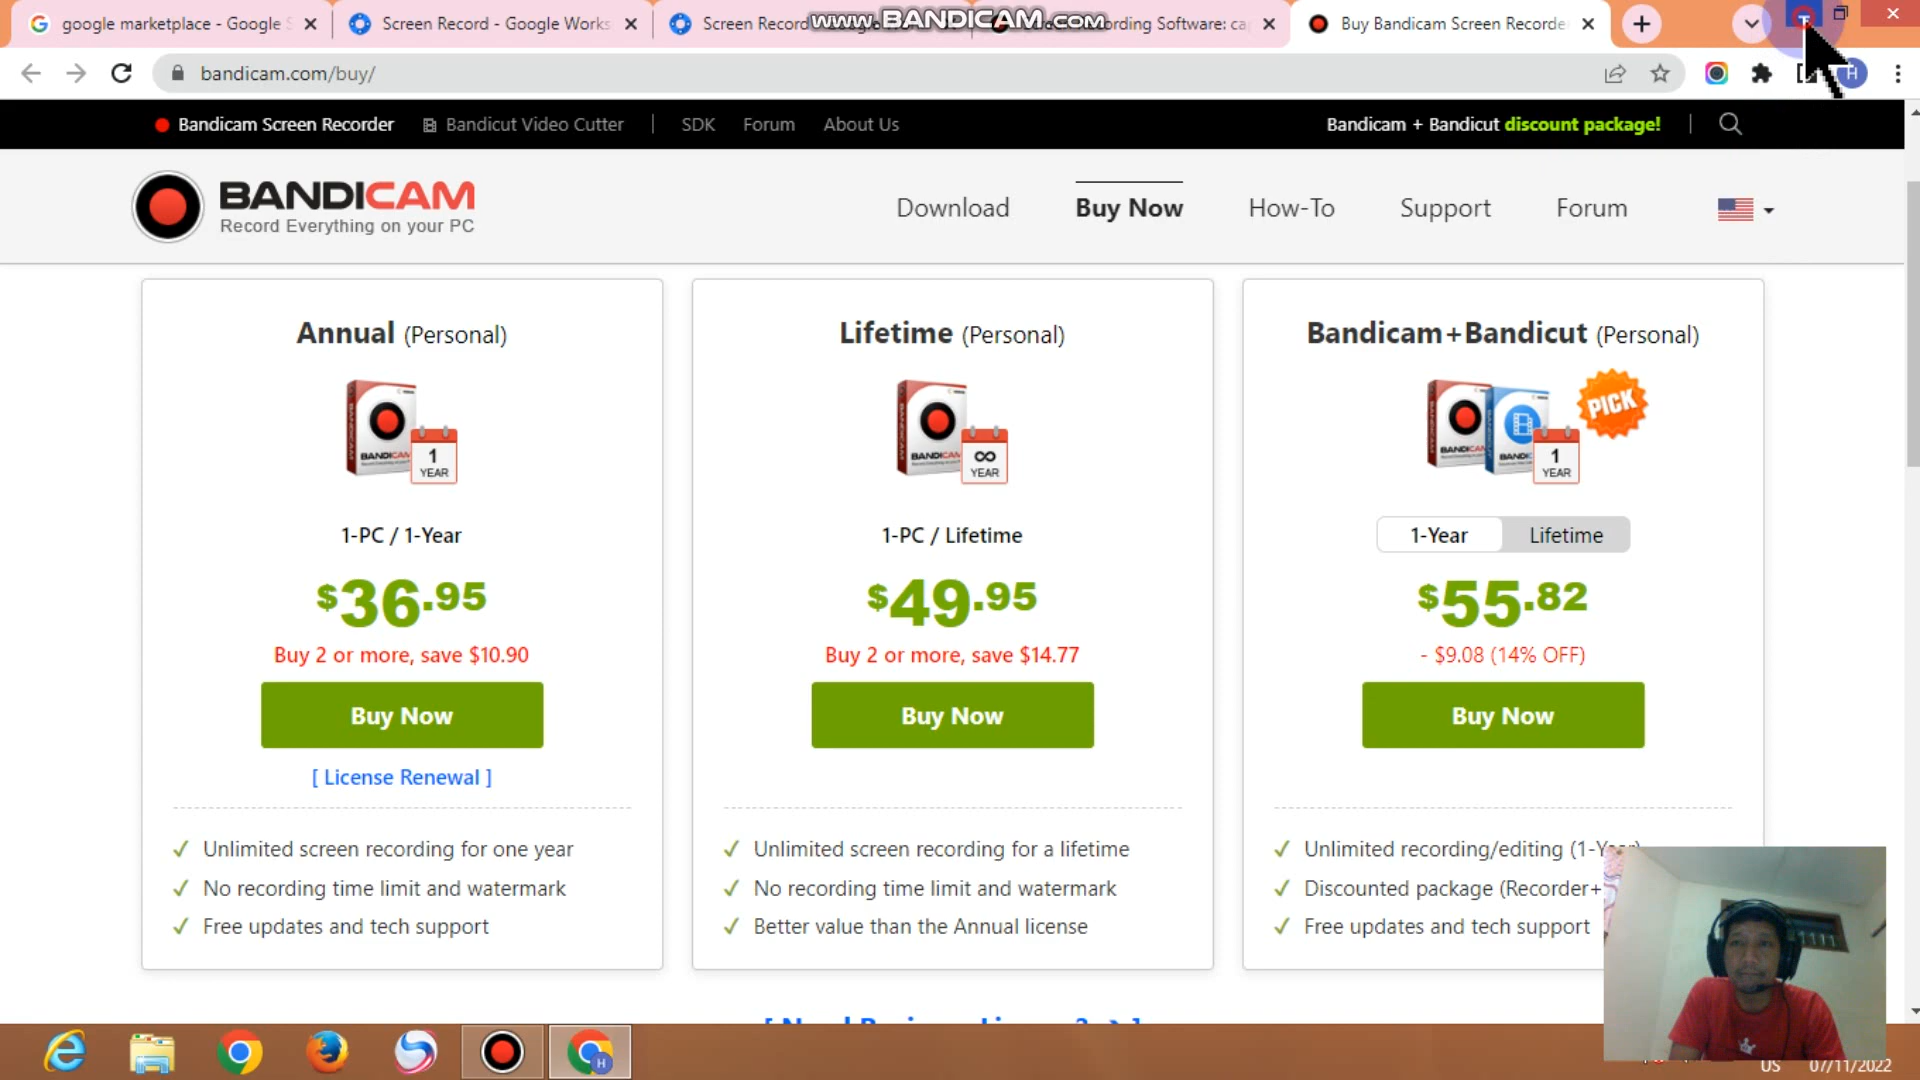 google marketplace - Google S
Screen Record - Google Works
Screen Record
www.BANDICAM.com
Recording Software: ca
Buy Bandicam Screen Recorde
bandicam.com/buy/
H
Bandicam Screen Recorder
Bandicut Video Cutter
SDK
Forum
About Us
Bandicam + Bandicut discount package!
BANDICAM
Record Everything on your PC
Download
Buy Now
How-To
Support
Forum
Annual (Personal)
BANDICAM
1
YEAR
1-PC / 1-Year
$36.95
Buy 2 or more, save $10.90
Buy Now
[ License Renewal ]
✓ Unlimited screen recording for one year
✓ No recording time limit and watermark
✓ Free updates and tech support
Lifetime (Personal)
BANDICAM
∞
YEAR
1-PC / Lifetime
$49.95
Buy 2 or more, save $14.77
Buy Now
✓ Unlimited screen recording for a lifetime
✓ No recording time limit and watermark
✓ Better value than the Annual license
Bandicam+Bandicut (Personal)
PICK
1
YEAR
1-Year
Lifetime
$55.82
- $9.08 (14% OFF)
Buy Now
✓ Unlimited recording/editing (1-Year)
✓ Discounted package (Recorder+
✓ Free updates and tech support
H
US
07/11/2022